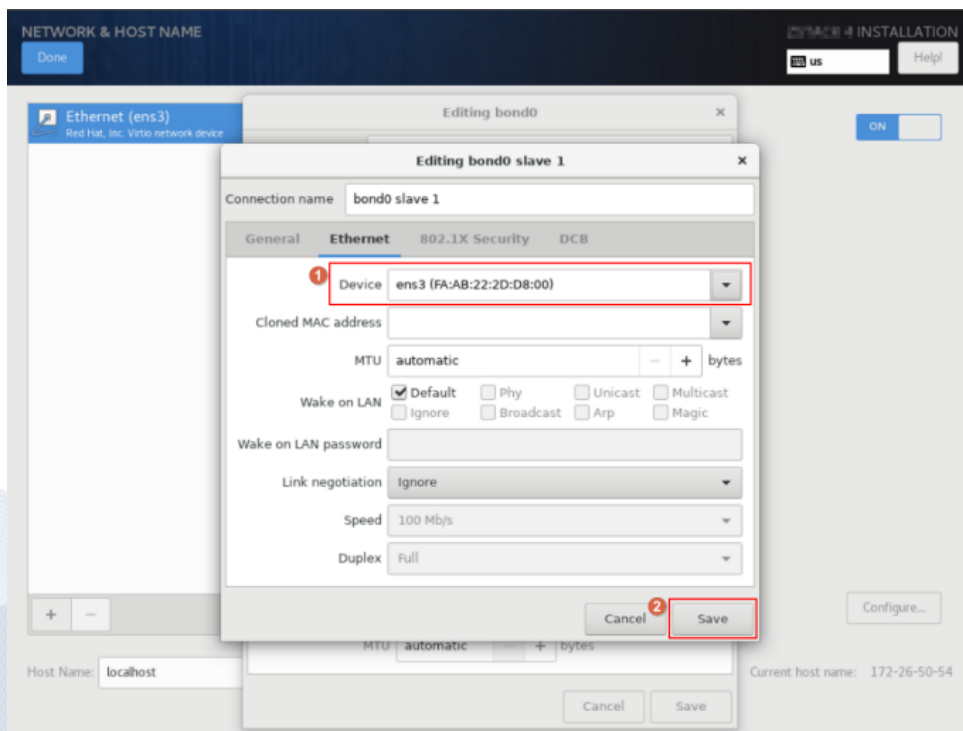 NETWORK & HOST NAME
4 INSTALLATION
Done
us
Help!
Ethernet (ens3)
Red Hat, Inc. Virtio network device
Editing bond0
ON
Editing bond0 slave 1
Connection name bond0 slave 1
General Ethernet 802.1X Security DCB
1
Device ens3 (FA:AB:22:2D:D8:00)
Cloned MAC address
MTU automatic − + bytes
Wake on LAN
Default Phy Unicast Multicast
Ignore Broadcast Arp Magic
Wake on LAN password
Link negotiation Ignore
Speed 100 Mb/s
Duplex Full
+ −
2
Cancel Save
Configure...
MTU automatic − + bytes
Host Name: localhost
Current host name: 172-26-50-54
Cancel Save